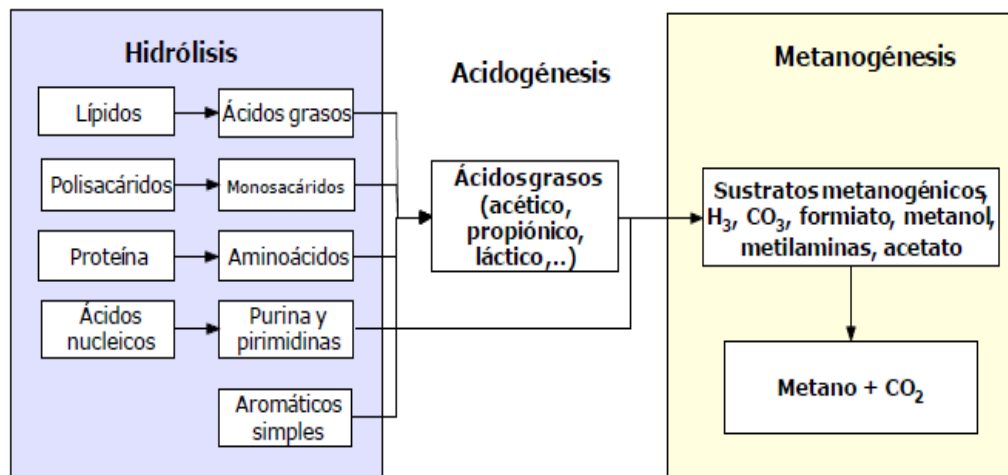 Hidrólisis
Lípidos
Ácidos grasos
Polisacáridos
Monosacáridos
Proteína
Aminoácidos
Ácidos
nucleicos
Purina y
pirimidinas
Aromáticos
simples
Acidogénesis
Ácidos grasos
(acético,
propiónico,
láctico,..)
Metanogénesis
Sustratos metanogénicos,
H₃, CO₃, formiato, metanol,
metilaminas, acetato
Metano + CO₂